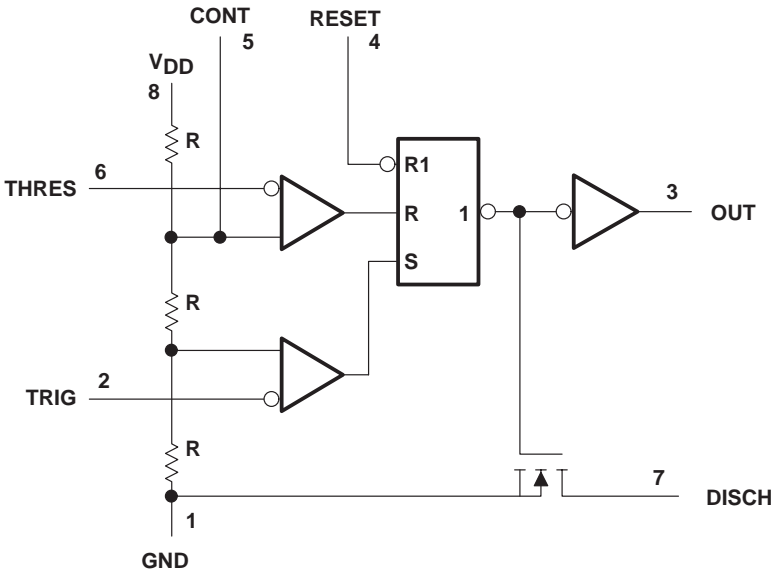 CONT
5
RESET
4
VDD
8
R
THRES
6
R1
R
1
S
3
OUT
R
TRIG
2
R
7
DISCH
1
GND